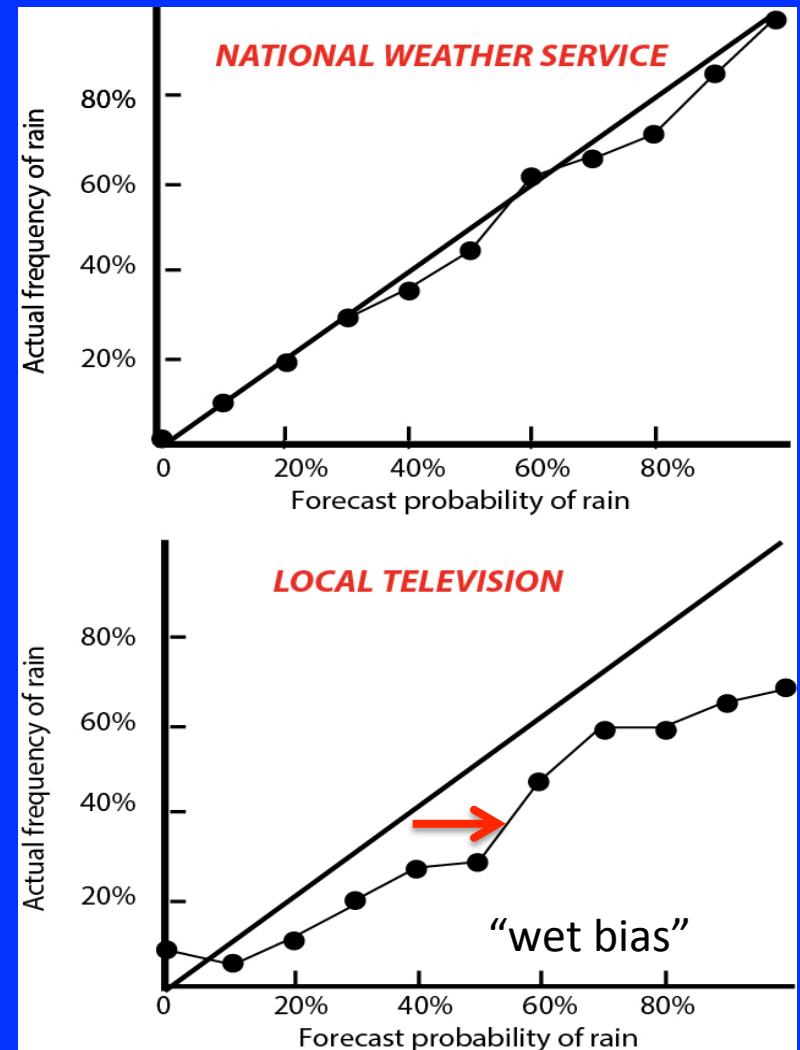 NATIONAL WEATHER SERVICE
Actual frequency of rain
80%
60%
40%
20%
0 20% 40% 60% 80%
Forecast probability of rain
LOCAL TELEVISION
Actual frequency of rain
80%
60%
40%
20%
“wet bias”
0 20% 40% 60% 80%
Forecast probability of rain